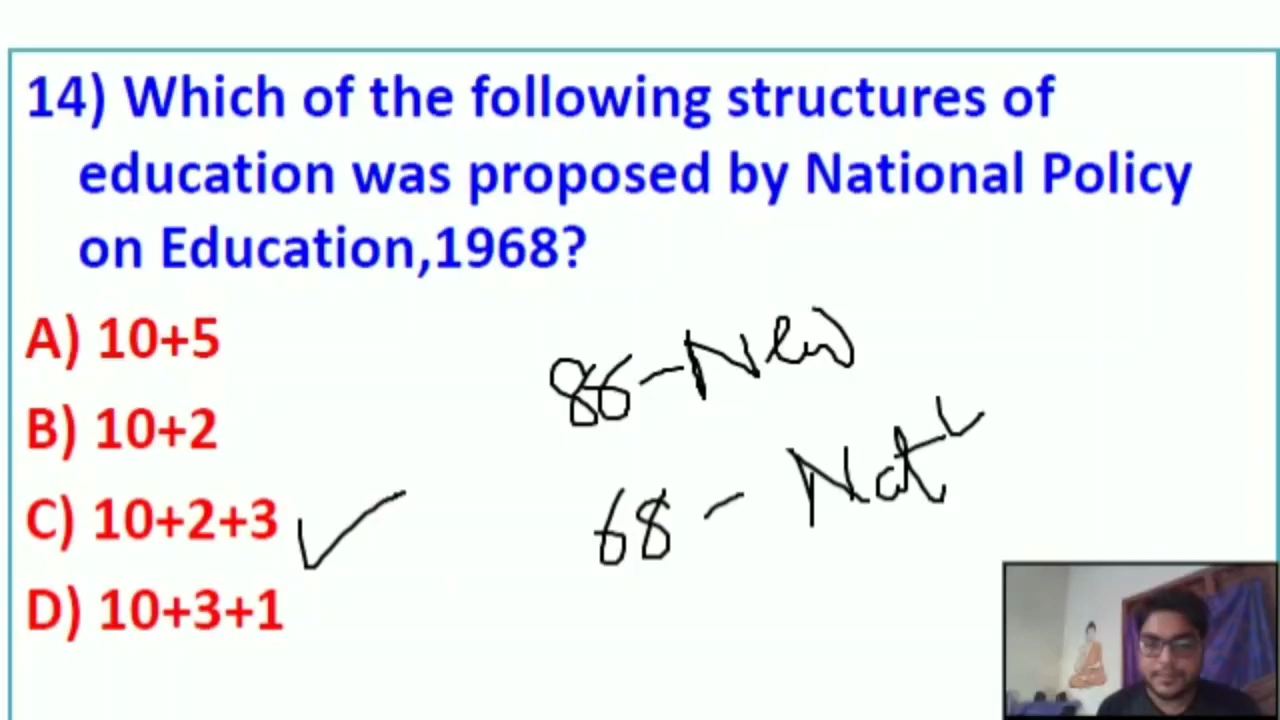 14) Which of the following structures of
education was proposed by National Policy
on Education,1968?
A) 10+5
B) 10+2
C) 10+2+3
D) 10+3+1
86-New
68 - Nat